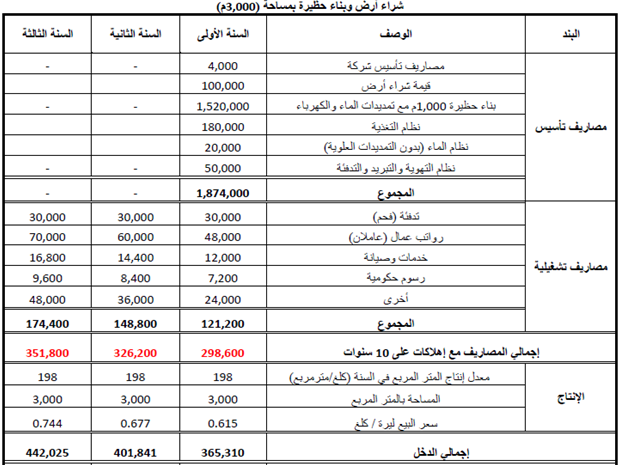 شراء أرض وبناء حظيرة بمساحة (3,000م)
البند الوصف السنة الأولى السنة الثانية السنة الثالثة
مصاريف تأسيس
مصاريف تأسيس شركة 4,000 - -
قيمة شراء أرض 100,000
بناء حظيرة 1,000م مع تمديدات الماء والكهرباء 1,520,000 - -
نظام التغذية 180,000
نظام الماء (بدون التمديدات العلوية) 20,000
نظام التهوية والتبريد والتدفئة 50,000 - -
المجموع 1,874,000 - -
مصاريف تشغيلية
تدفئة (فحم) 30,000 30,000 30,000
رواتب عمال (عاملان) 48,000 60,000 70,000
خدمات وصيانة 12,000 14,400 16,800
رسوم حكومية 7,200 8,400 9,600
أخرى 24,000 36,000 48,000
المجموع 121,200 148,800 174,400
إجمالي المصاريف مع إهلاكات على 10 سنوات 298,600 326,200 351,800
الإنتاج
معدل إنتاج المتر المربع في السنة (كلغ/مترمربع) 198 198 198
المساحة بالمتر المربع 3,000 3,000 3,000
سعر البيع ليرة / كلغ 0.615 0.677 0.744
إجمالي الدخل 365,310 401,841 442,025